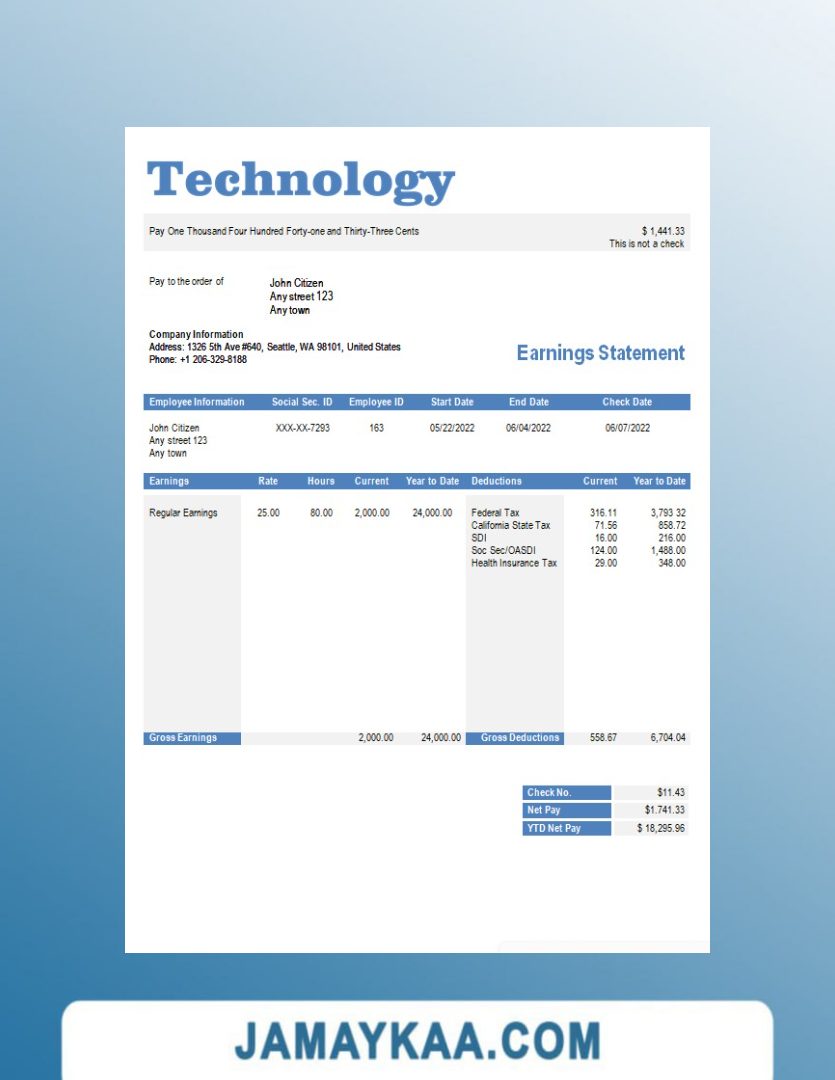 Technology
Pay One Thousand Four Hundred Forty-one and Thirty-Three Cents $ 1,441.33
This is not a check
Pay to the order of John Citizen
Any street 123
Any town
Company Information
Address: 1326 5th Ave #640, Seattle, WA 98101, United States
Phone: +1 206-329-8188
Earnings Statement
Employee Information Social Sec. ID Employee ID Start Date End Date Check Date
John Citizen XXX-XX-7293 163 05/22/2022 06/04/2022 06/07/2022
Any street 123
Any town
Earnings Rate Hours Current Year to Date Deductions Current Year to Date
Regular Earnings 25.00 80.00 2,000.00 24,000.00 Federal Tax 316.11 3,793 32
California State Tax 71.56 858.72
SDI 16.00 216.00
Soc Sec/OASDI 124.00 1,488.00
Health Insurance Tax 29.00 348.00
Gross Earnings 2,000.00 24,000.00 Gross Deductions 558.67 6,704.04
Check No. $11.43
Net Pay $1.741.33
YTD Net Pay $ 18,295.96
JAMAYKAA.COM